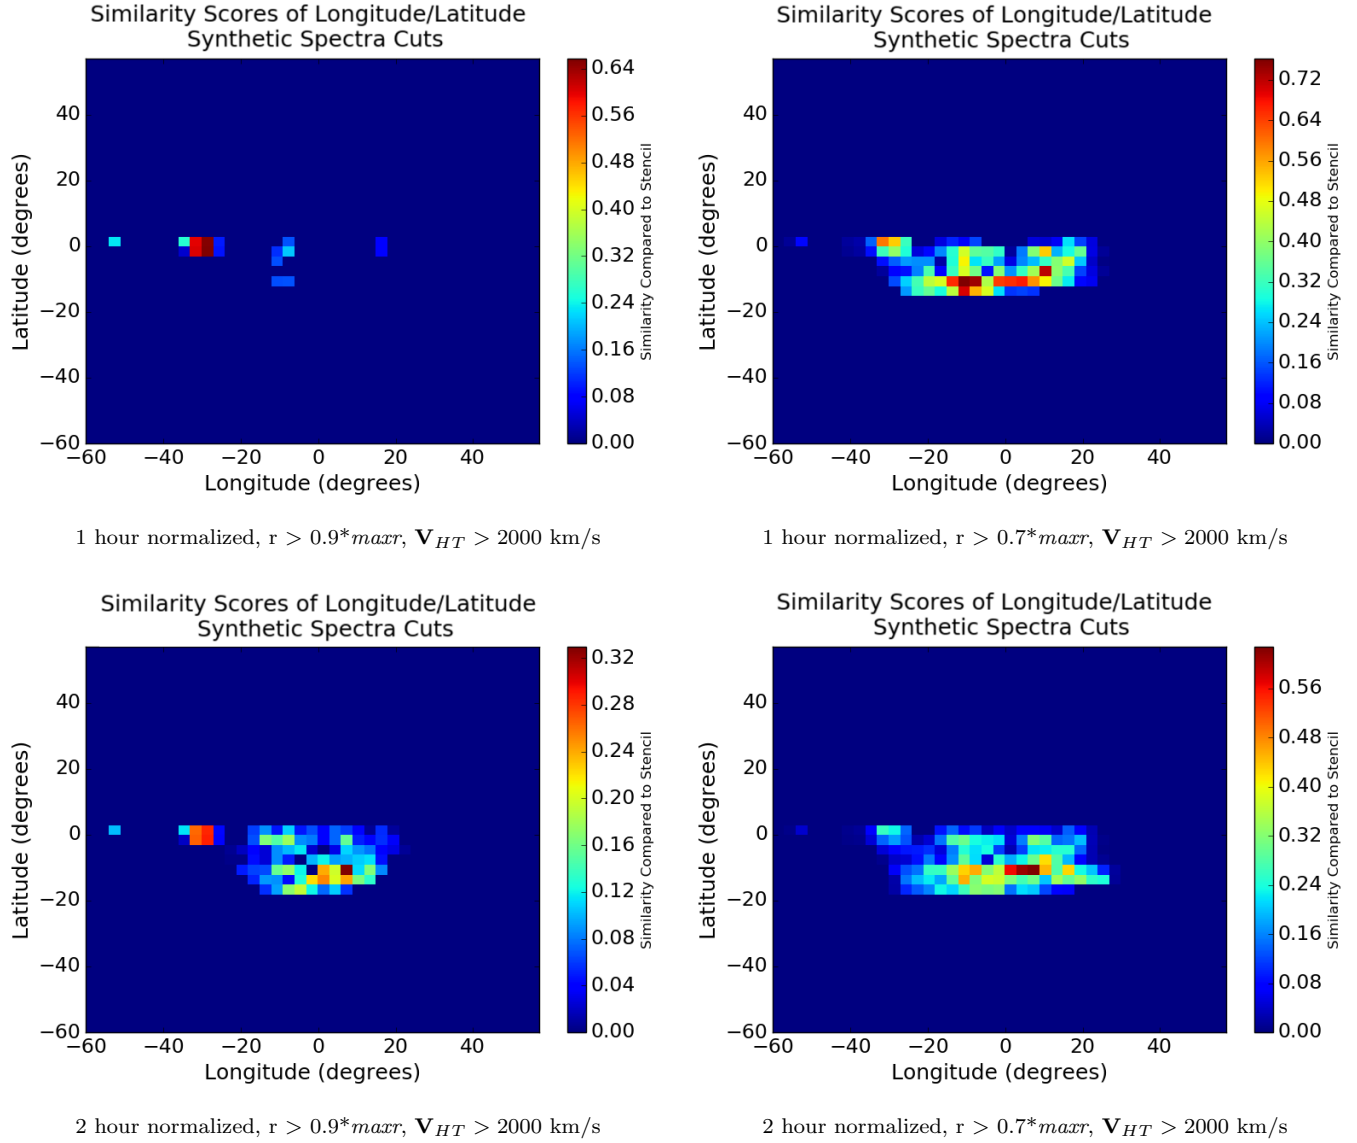 Similarity Scores of Longitude/Latitude
Synthetic Spectra Cuts
Latitude (degrees)
40
20
0
−20
−40
−60
−60 −40 −20 0 20 40
Longitude (degrees)
0.64
0.56
0.48
0.40
0.32
0.24
0.16
0.08
0.00
Similarity Compared to Stencil
1 hour normalized, r > 0.9*maxr, V_HT > 2000 km/s
Similarity Scores of Longitude/Latitude
Synthetic Spectra Cuts
Latitude (degrees)
40
20
0
−20
−40
−60
−60 −40 −20 0 20 40
Longitude (degrees)
0.72
0.64
0.56
0.48
0.40
0.32
0.24
0.16
0.08
0.00
Similarity Compared to Stencil
1 hour normalized, r > 0.7*maxr, V_HT > 2000 km/s
Similarity Scores of Longitude/Latitude
Synthetic Spectra Cuts
Latitude (degrees)
40
20
0
−20
−40
−60
−60 −40 −20 0 20 40
Longitude (degrees)
0.32
0.28
0.24
0.20
0.16
0.12
0.08
0.04
0.00
Similarity Compared to Stencil
2 hour normalized, r > 0.9*maxr, V_HT > 2000 km/s
Similarity Scores of Longitude/Latitude
Synthetic Spectra Cuts
Latitude (degrees)
40
20
0
−20
−40
−60
−60 −40 −20 0 20 40
Longitude (degrees)
0.56
0.48
0.40
0.32
0.24
0.16
0.08
0.00
Similarity Compared to Stencil
2 hour normalized, r > 0.7*maxr, V_HT > 2000 km/s